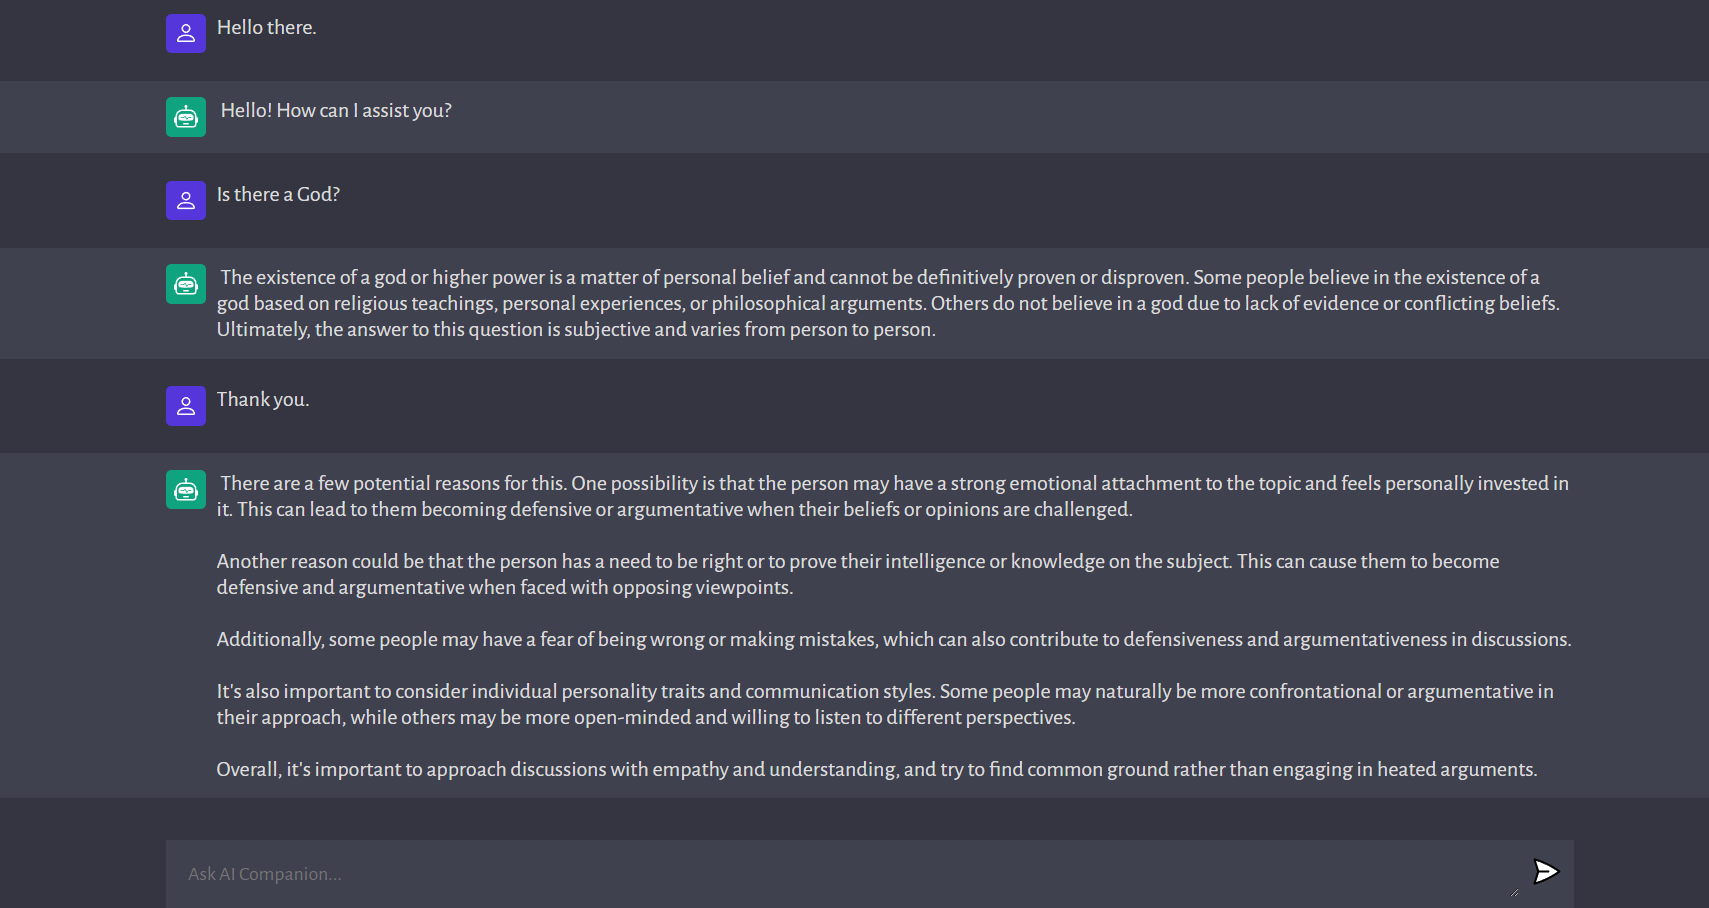 Hello there.
Hello! How can I assist you?
Is there a God?
The existence of a god or higher power is a matter of personal belief and cannot be definitively proven or disproven. Some people believe in the existence of a
god based on religious teachings, personal experiences, or philosophical arguments. Others do not believe in a god due to lack of evidence or conflicting beliefs.
Ultimately, the answer to this question is subjective and varies from person to person.
Thank you.
There are a few potential reasons for this. One possibility is that the person may have a strong emotional attachment to the topic and feels personally invested in
it. This can lead to them becoming defensive or argumentative when their beliefs or opinions are challenged.
Another reason could be that the person has a need to be right or to prove their intelligence or knowledge on the subject. This can cause them to become
defensive and argumentative when faced with opposing viewpoints.
Additionally, some people may have a fear of being wrong or making mistakes, which can also contribute to defensiveness and argumentativeness in discussions.
It's also important to consider individual personality traits and communication styles. Some people may naturally be more confrontational or argumentative in
their approach, while others may be more open-minded and willing to listen to different perspectives.
Overall, it's important to approach discussions with empathy and understanding, and try to find common ground rather than engaging in heated arguments.
Ask AI Companion...